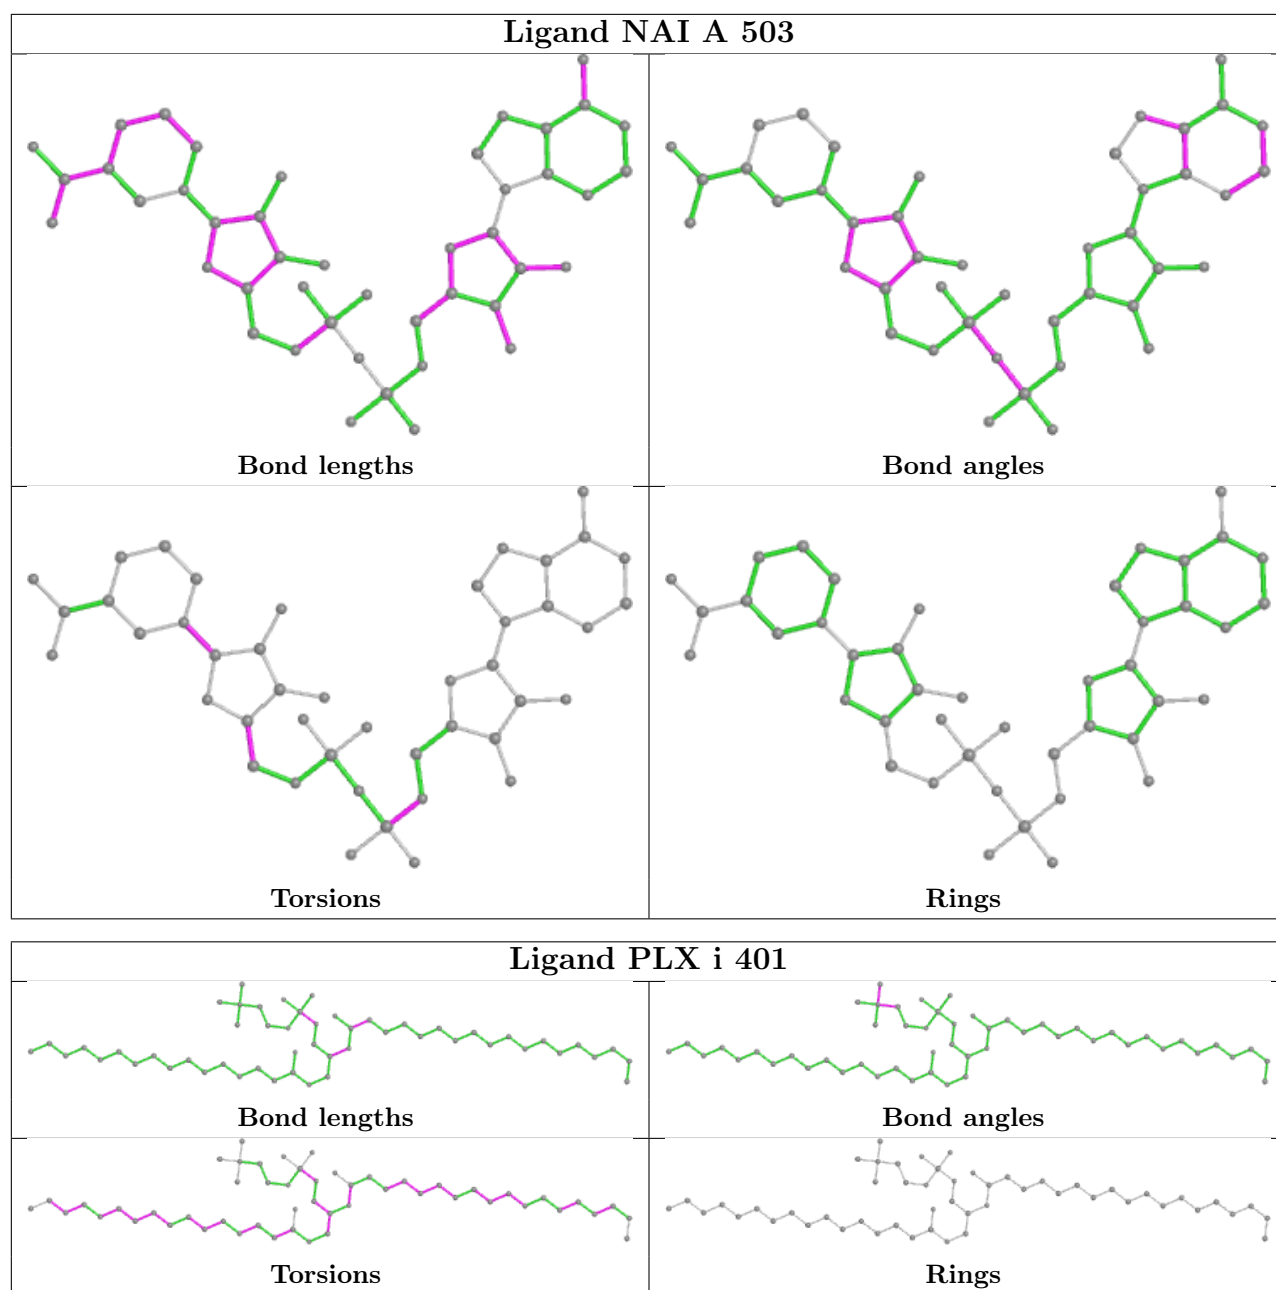 Ligand NAI A 503
Bond lengths
Bond angles
Torsions
Rings
Ligand PLX i 401
Bond lengths
Bond angles
Torsions
Rings